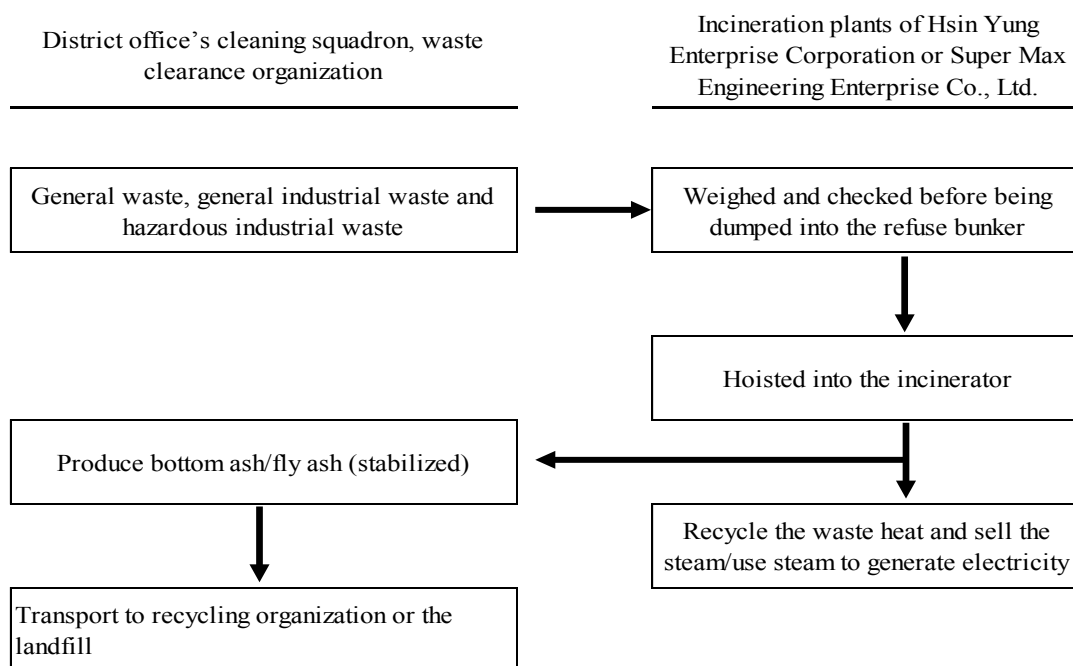 District office's cleaning squadron, waste
clearance organization
Incineration plants of Hsin Yung
Enterprise Corporation or Super Max
Engineering Enterprise Co., Ltd.
General waste, general industrial waste and
hazardous industrial waste
Weighed and checked before being
dumped into the refuse bunker
Hoisted into the incinerator
Produce bottom ash/fly ash (stabilized)
Recycle the waste heat and sell the
steam/use steam to generate electricity
Transport to recycling organization or the
landfill